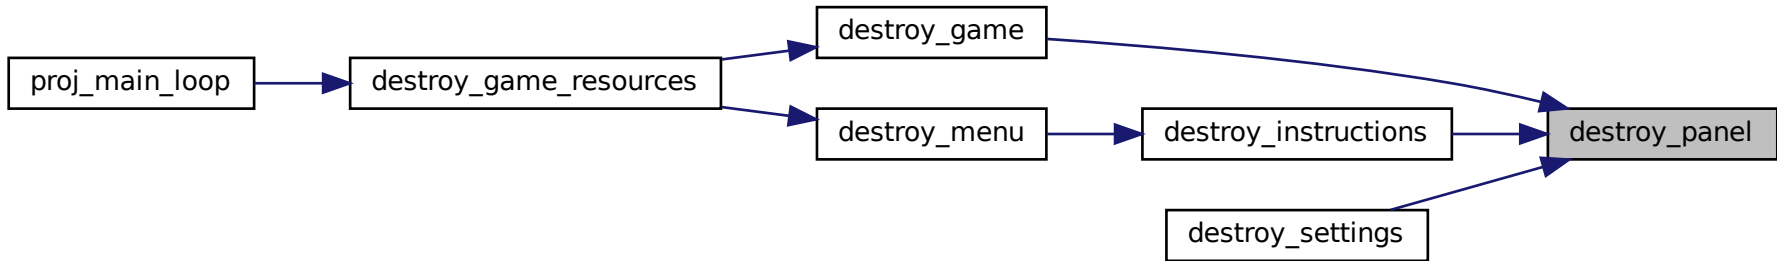 proj_main_loop
destroy_game_resources
destroy_game
destroy_menu
destroy_instructions
destroy_settings
destroy_panel